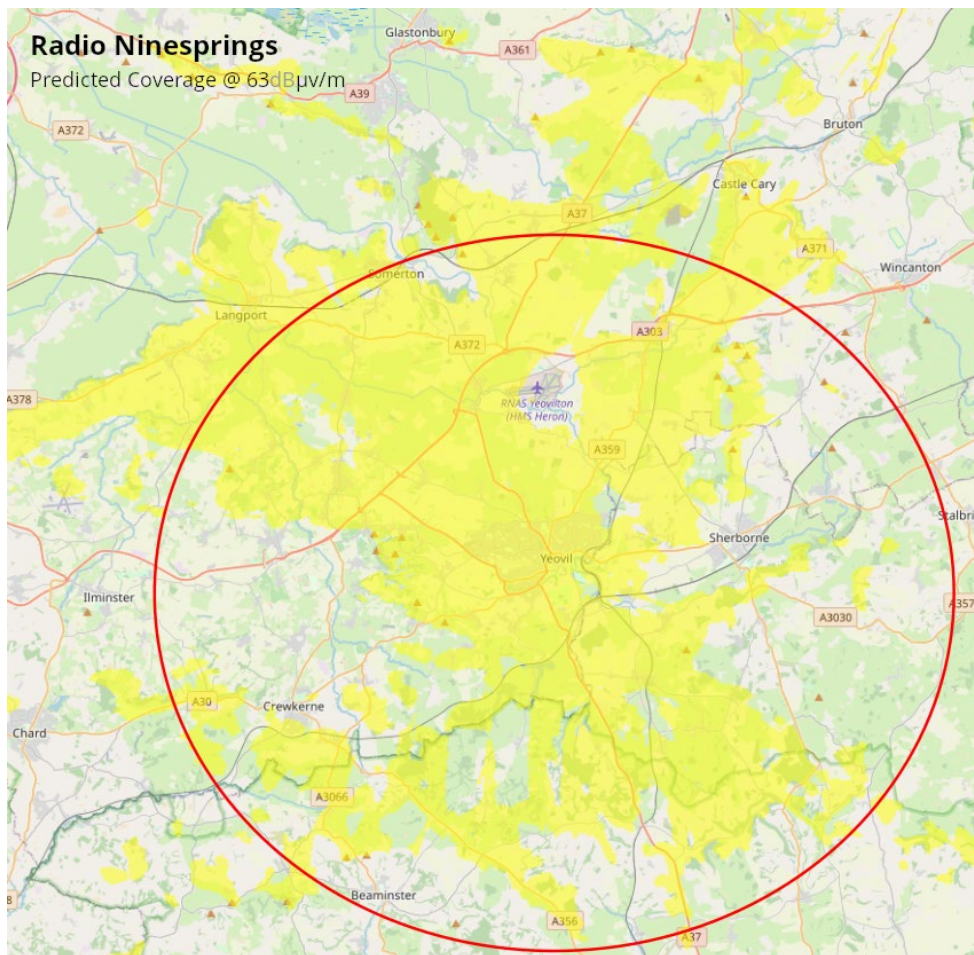 Radio Ninesprings
Predicted Coverage @ 63dBµv/m
Glastonbury
A361
A39
A372
Bruton
Castle Cary
A37
A371
Somerton
Wincanton
Langport
A303
A372
RNAS Yeovilton
(HMS Heron)
A378
A359
Stalbri
Sherborne
Yeovil
Ilminster
A357
A3030
A30
Crewkerne
Chard
A3066
Beaminster
8
A356
A37